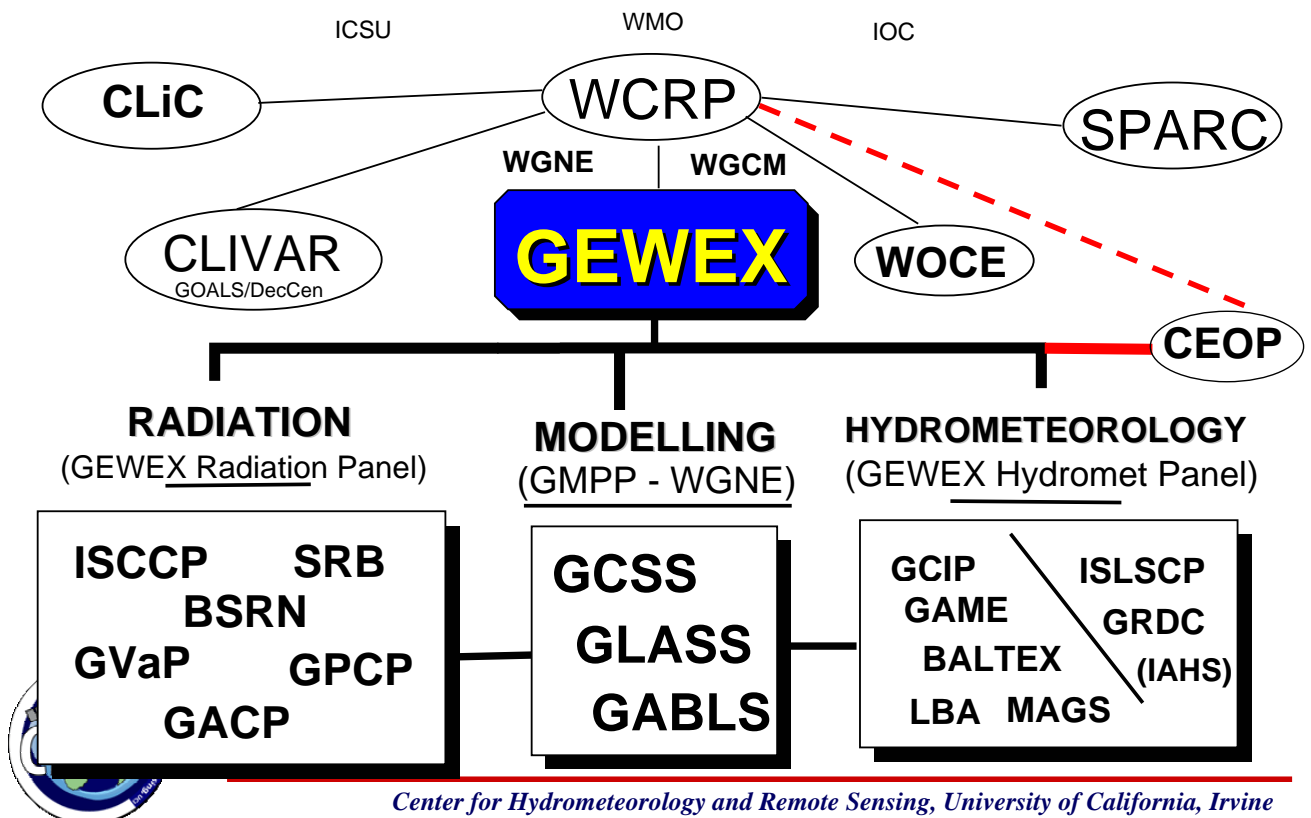 ICSU WMO IOC
CLiC WCRP SPARC
WGNE WGCM
CLIVAR
GOALS/DecCen
GEWEX
WOCE
CEOP
RADIATION
(GEWEX Radiation Panel)
MODELLING
(GMPP - WGNE)
HYDROMETEOROLOGY
(GEWEX Hydromet Panel)
ISCCP SRB
BSRN
GVaP GPCP
GACP
GCSS
GLASS
GABLS
GCIP
GAME
BALTEX
LBA MAGS
ISLSCP
GRDC
(IAHS)
Center for Hydrometeorology and Remote Sensing, University of California, Irvine